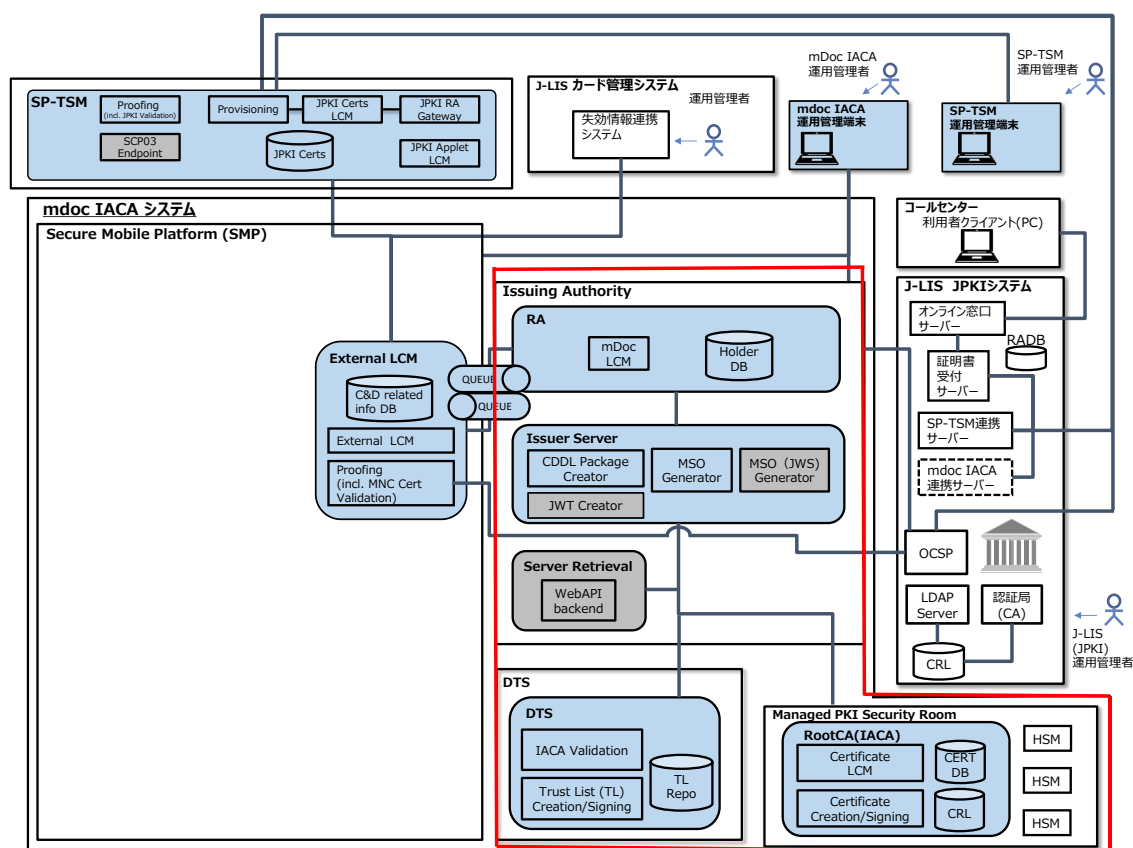 mDoc IACA
運用管理者
SP-TSM
運用管理者
SP-TSM
Proofing
(incl. JPKI Validation)
Provisioning
JPKI Certs
LCM
JPKI RA
Gateway
SCP03
Endpoint
JPKI Certs
JPKI Applet
LCM
J-LIS カード管理システム
運用管理者
失効情報連携
システム
mdoc IACA
運用管理端末
SP-TSM
運用管理端末
mdoc IACA システム
Secure Mobile Platform (SMP)
コールセンター
利用者クライアント(PC)
Issuing Authority
RA
mDoc
LCM
Holder
DB
J-LIS JPKIシステム
オンライン窓口
サーバー
RADB
証明書
受付
サーバー
SP-TSM連携
サーバー
mdoc IACA
連携サーバー
External LCM
C&D related
info DB
QUEUE
QUEUE
External LCM
Proofing
(incl. MNC Cert
Validation)
Issuer Server
CDDL Package
Creator
MSO
Generator
MSO（JWS）
Generator
JWT Creator
OCSP
Server Retrieval
WebAPI
backend
LDAP
Server
認証局
(CA)
CRL
J-LIS
(JPKI)
運用管理者
DTS
DTS
IACA Validation
Trust List (TL)
Creation/Signing
TL
Repo
Managed PKI Security Room
RootCA(IACA)
Certificate
LCM
CERT
DB
Certificate
Creation/Signing
CRL
HSM
HSM
HSM